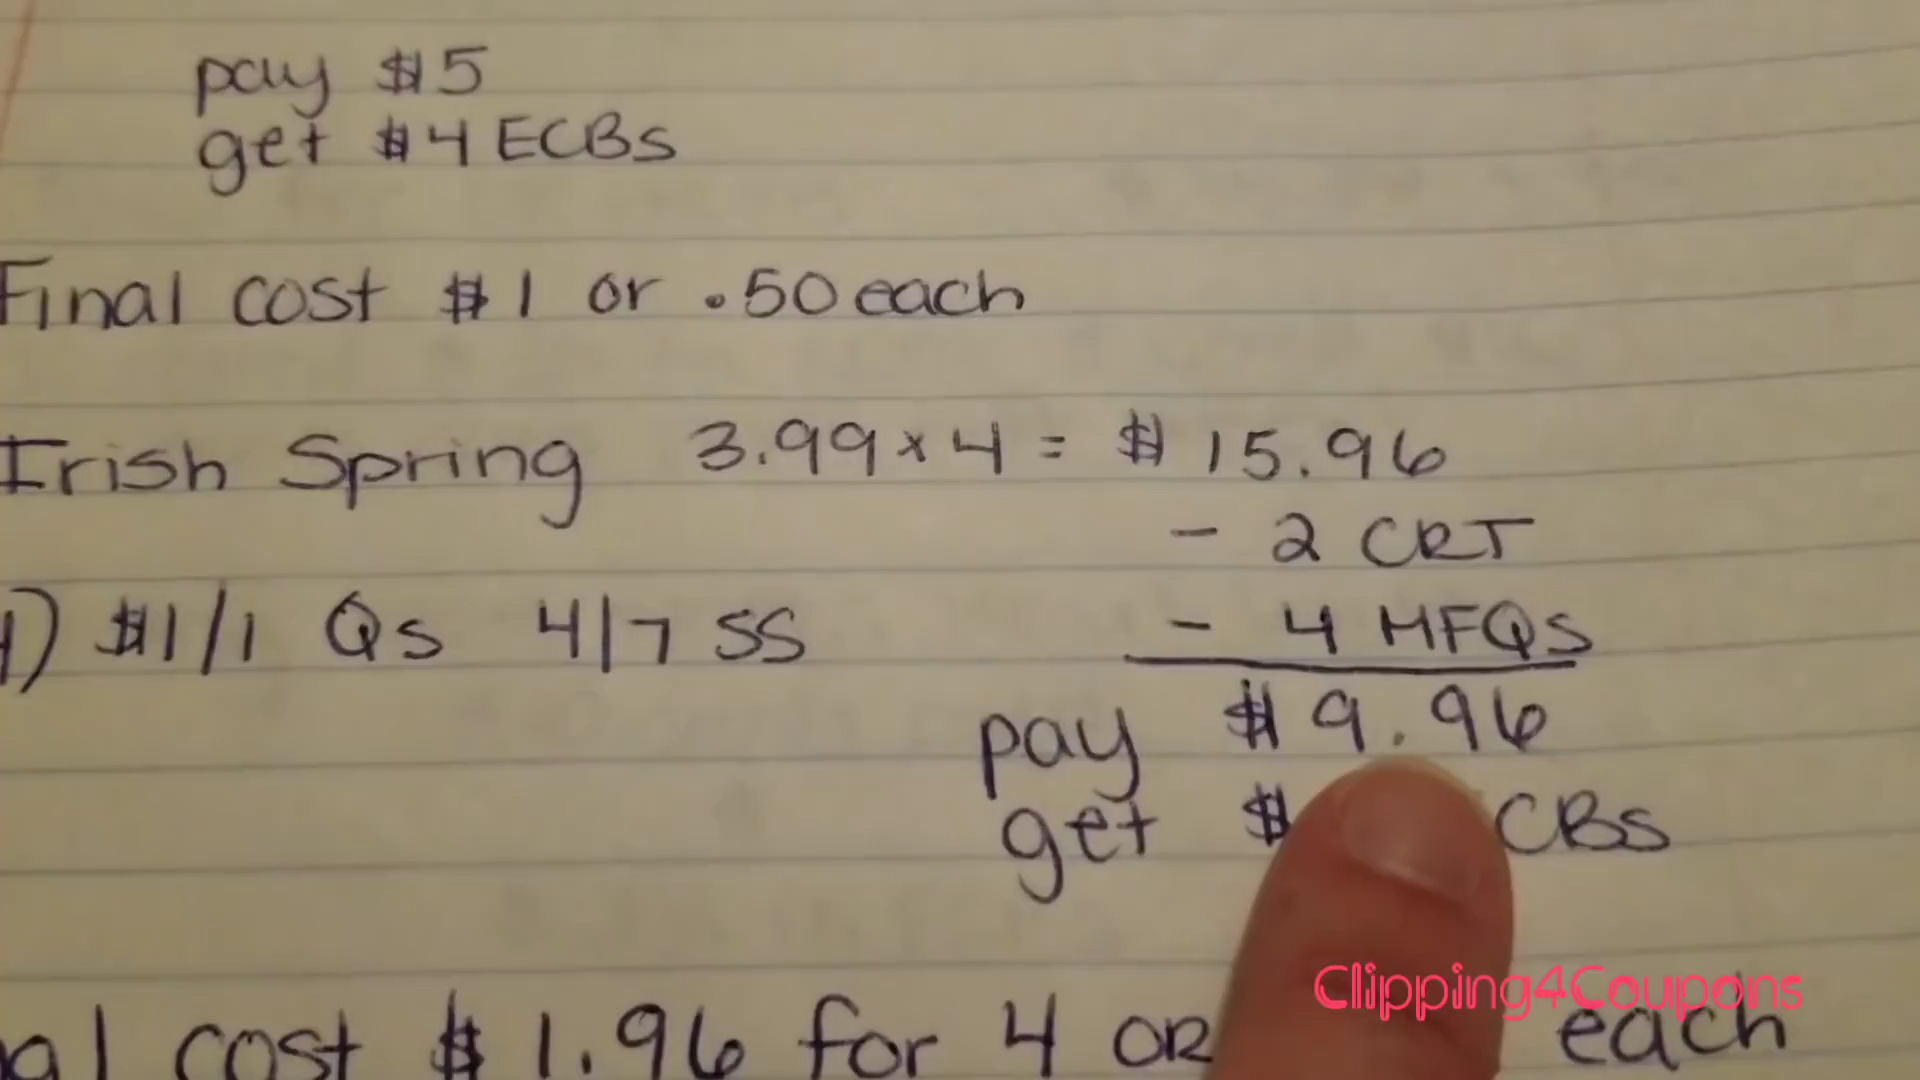 pay $5
get $4 ECBs
Final cost $1 or .50 each
Irish Spring 3.99 x 4 = $15.96
- 2 CRT
- 4 MFQs
4) $1/1 Qs 4/7 SS
pay $9.96
get $ CBs
Clipping4Coupons
al cost $1.96 for 4 OR each